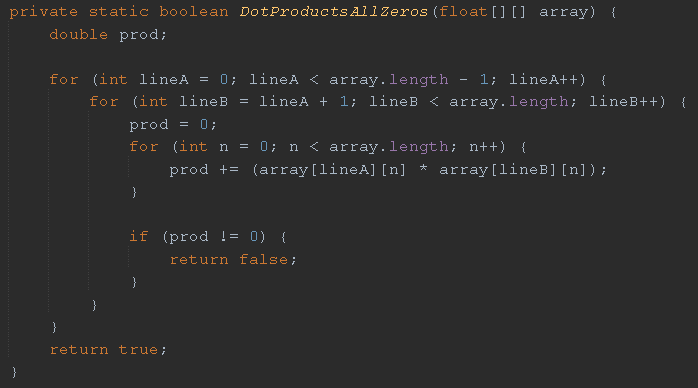 private static boolean DotProductsAllZeros(float[][] array) {
    double prod;

    for (int lineA = 0; lineA < array.length - 1; lineA++) {
        for (int lineB = lineA + 1; lineB < array.length; lineB++) {
            prod = 0;
            for (int n = 0; n < array.length; n++) {
                prod += (array[lineA][n] * array[lineB][n]);
            }

            if (prod != 0) {
                return false;
            }
        }
    }
    return true;
}